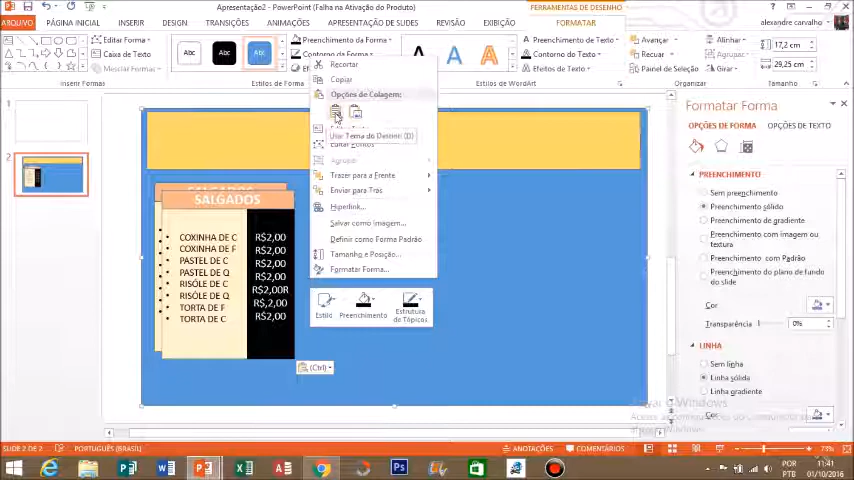 Apresentação2 - PowerPoint (Falha na Ativação do Produto)
FERRAMENTAS DE DESENHO
ARQUIVO PÁGINA INICIAL INSERIR DESIGN TRANSIÇÕES ANIMAÇÕES APRESENTAÇÃO DE SLIDES REVISÃO EXIBIÇÃO FORMATAR alexandre carvalho
Editar Forma
Caixa de Texto
Mesclar Formas
Abc Abc Abc
Preenchimento da Forma
Contorno da Forma
A A A
Preenchimento de Texto
Contorno do Texto
Efeitos de Texto
Avançar
Recuar
Painel de Seleção
Alinhar
Agrupar
17,2 cm
29,25 cm
Inserir Formas Estilos de Forma Estilos de WordArt Organizar Tamanho
Recortar
Copiar
Opções de Colagem:
Usar Tema do Destino (D)
Editar Pontos
Agrupar
Trazer para a Frente
Enviar para Trás
Hiperlink...
Salvar como Imagem...
Definir como Forma Padrão
Tamanho e Posição...
Formatar Forma...
Estilo Preenchimento Estrutura de Tópicos
1
2
SALGADOS
SALGADOS
• COXINHA DE C R$2,00
• COXINHA DE F R$2,00
• PASTEL DE C R$2,00
• PASTEL DE Q R$2,00
• RISÓLE DE C R$2,00R
• RISÓLE DE Q R$,2,00
• TORTA DE F R$2,00
• TORTA DE C
(Ctrl)
Formatar Forma
OPÇÕES DE FORMA OPÇÕES DE TEXTO
PREENCHIMENTO
Sem preenchimento
Preenchimento sólido
Preenchimento de gradiente
Preenchimento com imagem ou textura
Preenchimento com Padrão
Preenchimento do plano de fundo do slide
Cor
Transparência 0%
LINHA
Sem linha
Linha sólida
Linha gradiente
Cor
Ativar o Windows
SLIDE 2 DE 2 PORTUGUÊS (BRASIL) ANOTAÇÕES COMENTÁRIOS 73%
POR
PTB
11:41
01/10/2016